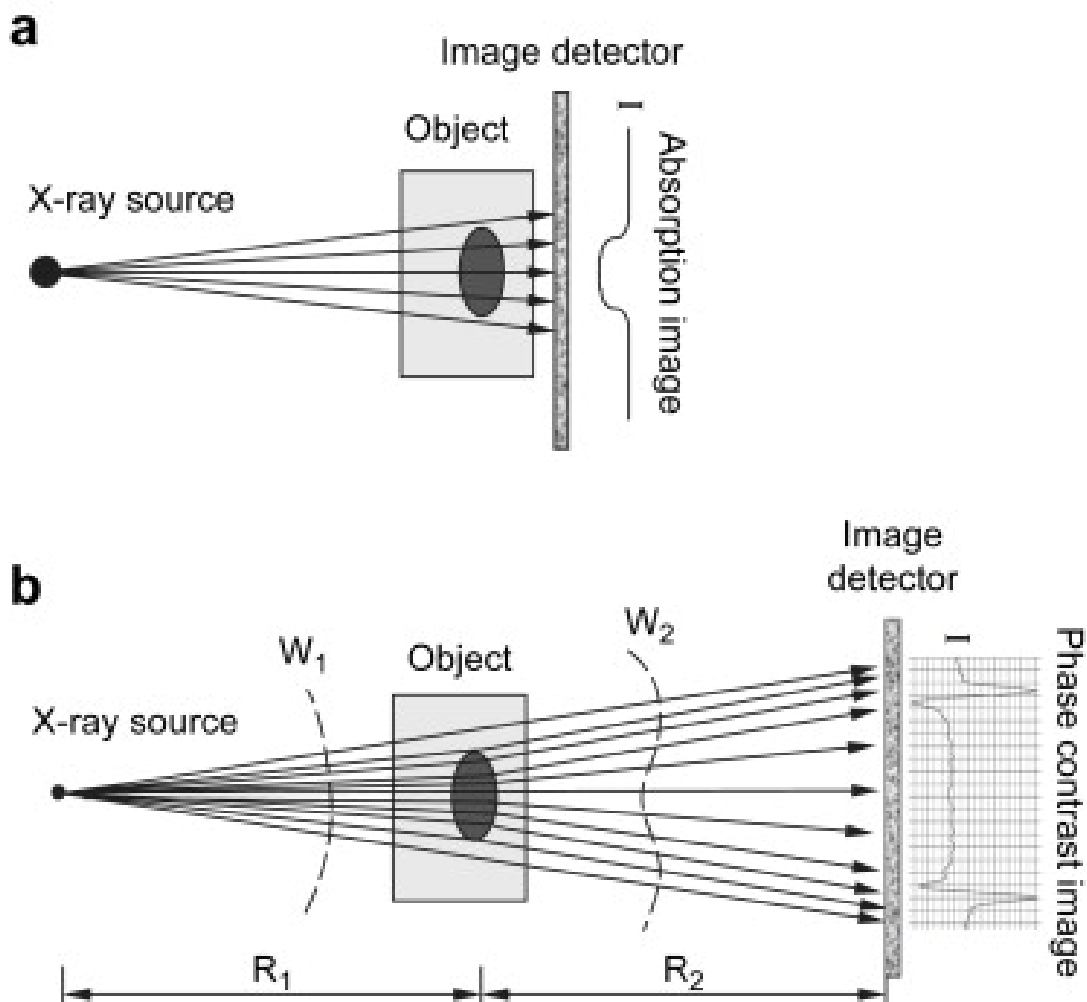 a
Image detector
Object
X-ray source
I
Absorption image
b
Image
detector
W1
Object
W2
X-ray source
I
Phase contrast image
R1
R2